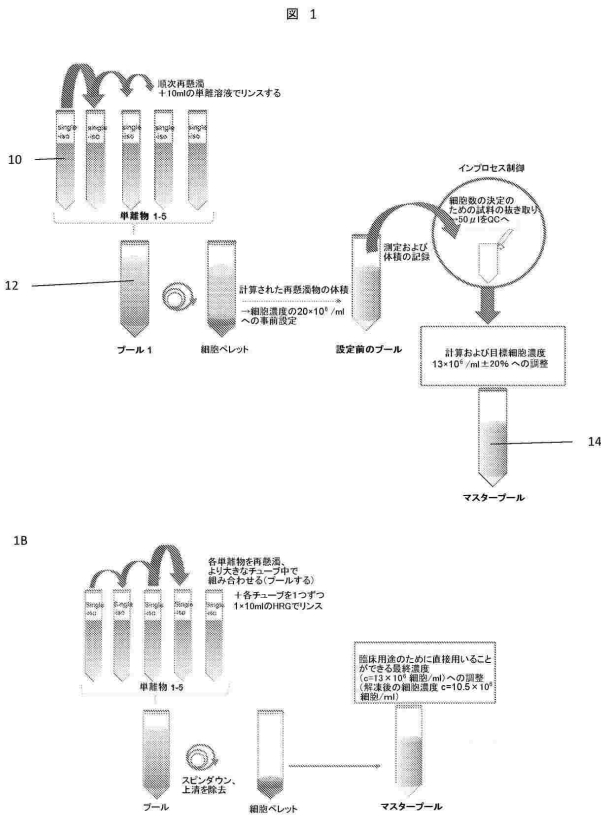 図 1
順次再懸濁
+10mlの単離溶液でリンスする
single
-iso
single
-iso
single
-iso
single
-iso
single
-iso
10
単離物 1-5
12
プール 1
細胞ペレット
計算された再懸濁物の体積
→細胞濃度の20×10⁶ /ml
への事前設定
設定前のプール
測定および
体積の記録
インプロセス制御
細胞数の決定の
ための試料の抜き取り
→50μlをQCへ
計算および目標細胞濃度
13×10⁶ /ml±20% への調整
14
マスタープール
1B
各単離物を再懸濁、
より大きなチューブ中で
組み合わせる(プールする)
+各チューブを1つずつ
1×10mlのHRGでリンス
Single
-iso
Single
-iso
Single
-iso
Single
-iso
Single
-iso
単離物 1-5
プール
スピンダウン、
上清を除去
細胞ペレット
臨床用途のために直接用いること
ができる最終濃度
(c=13×10⁶ 細胞/ml)への調整
(解凍後の細胞濃度 c=10.5×10⁶
細胞/ml)
マスタープール